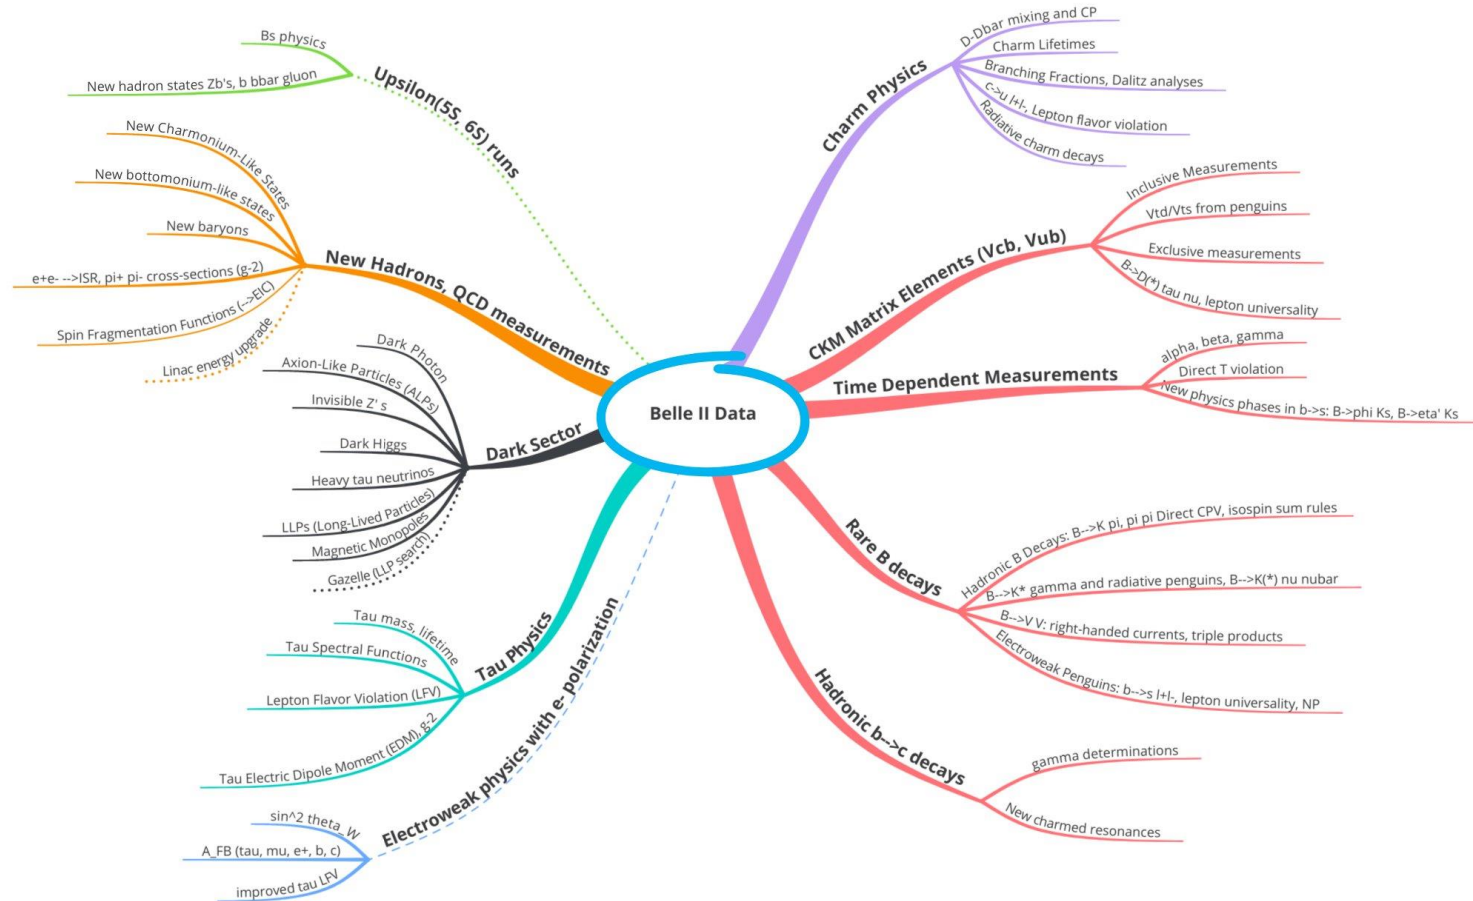 Belle II Data
Upsilon(5S, 6S) runs
Bs physics
New hadron states Zb's, b bbar gluon
New Hadrons, QCD measurements
New Charmonium-Like States
New bottomonium-like states
New baryons
e+e- -->ISR, pi+ pi- cross-sections (g-2)
Spin Fragmentation Functions (-->EIC)
Linac energy upgrade
Dark Sector
Dark Photon
Axion-Like Particles (ALPs)
Invisible Z' s
Dark Higgs
Heavy tau neutrinos
LLPs (Long-Lived Particles)
Magnetic Monopoles
Gazelle (LLP search)
Tau Physics
Tau mass, lifetime
Tau Spectral Functions
Lepton Flavor Violation (LFV)
Tau Electric Dipole Moment (EDM), g-2
Electroweak physics with e- polarization
sin^2 theta_W
A_FB (tau, mu, e+, b, c)
improved tau LFV
Charm Physics
D-Dbar mixing and CP
Charm Lifetimes
Branching Fractions, Dalitz analyses
c->u l+l-, Lepton flavor violation
Radiative charm decays
CKM Matrix Elements (Vcb, Vub)
Inclusive Measurements
Vtd/Vts from penguins
Exclusive measurements
B->D(*) tau nu, lepton universality
Time Dependent Measurements
alpha, beta, gamma
Direct T violation
New physics phases in b->s: B->phi Ks, B->eta' Ks
Rare B decays
Hadronic B Decays: B-->K pi, pi pi Direct CPV, isospin sum rules
B-->K* gamma and radiative penguins, B-->K(*) nu nubar
B-->V V: right-handed currents, triple products
Electroweak Penguins: b-->s l+l-, lepton universality, NP
Hadronic b-->c decays
gamma determinations
New charmed resonances